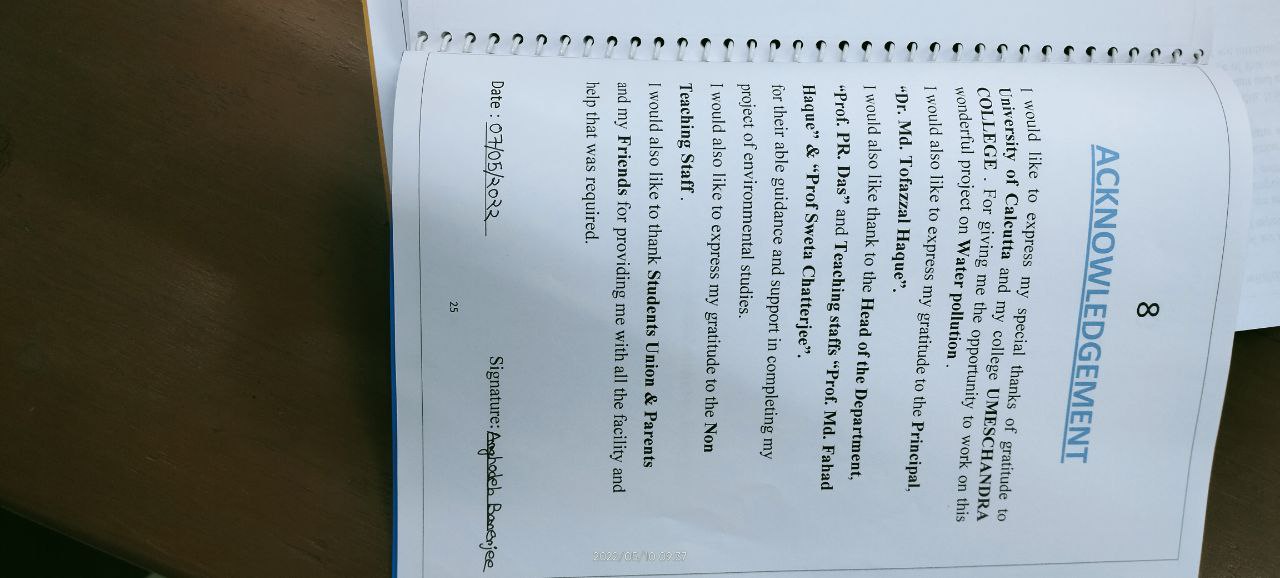 8
ACKNOWLEDGEMENT
I would like to express my special thanks of gratitude to
University of Calcutta and my college UMESCHANDRA
COLLEGE . For giving me the opportunity to work on this
wonderful project on Water pollution .
I would also like to express my gratitude to the Principal,
“Dr. Md. Tofazzal Haque”.
I would also like thank to the Head of the Department,
“Prof. PR. Das” and Teaching staffs “Prof. Md. Fahad
Haque” & “Prof Sweta Chatterjee”.
for their able guidance and support in completing my
project of environmental studies.
I would also like to express my gratitude to the Non
Teaching Staff .
I would also like to thank Students Union & Parents
and my Friends for providing me with all the facility and
help that was required.
Date : 07/05/2022 Signature: Banerjee
25